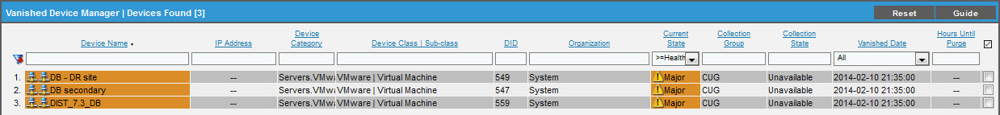 Vanished Device Manager | Devices Found [3] Reset Guide
Device Name IP Address Device Category Device Class | Sub-class DID Organization Current State Collection Group Collection State Vanished Date Hours Until Purge
>=Health All
1. DB - DR site -- Servers.VMwa VMware | Virtual Machine 549 System Major CUG Unavailable 2014-02-10 21:35:00 --
2. DB secondary -- Servers.VMwa VMware | Virtual Machine 547 System Major CUG Unavailable 2014-02-10 21:35:00 --
3. DIST_7.3_DB -- Servers.VMwa VMware | Virtual Machine 559 System Major CUG Unavailable 2014-02-10 21:35:00 --